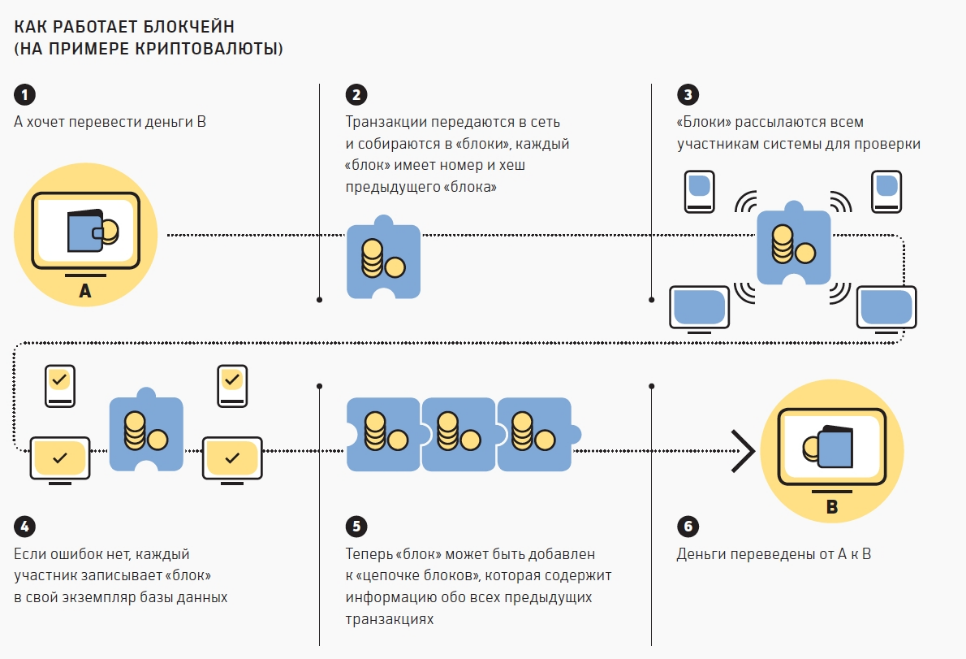 КАК РАБОТАЕТ БЛОКЧЕЙН
(НА ПРИМЕРЕ КРИПТОВАЛЮТЫ)
1
А хочет перевести деньги В
2
Транзакции передаются в сеть
и собираются в «блоки», каждый
«блок» имеет номер и хеш
предыдущего «блока»
3
«Блоки» рассылаются всем
участникам системы для проверки
А
4
Если ошибок нет, каждый
участник записывает «блок»
в свой экземпляр базы данных
5
Теперь «блок» может быть добавлен
к «цепочке блоков», которая содержит
информацию обо всех предыдущих
транзакциях
В
6
Деньги переведены от А к В